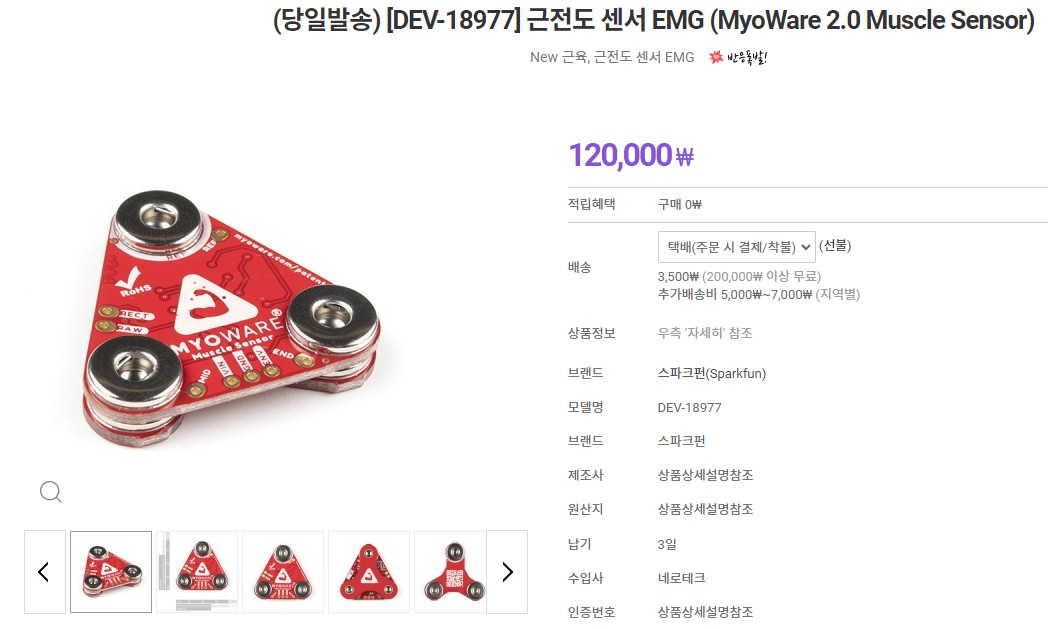 (당일발송) [DEV-18977] 근전도 센서 EMG (MyoWare 2.0 Muscle Sensor)
New 근육, 근전도 센서 EMG 반응폭발!
120,000₩
적립혜택 구매 0₩
배송 택배(주문 시 결제/착불) (선불)
3,500₩ (200,000₩ 이상 무료)
추가배송비 5,000₩~7,000₩ (지역별)
상품정보 우측 '자세히' 참조
브랜드 스파크펀(Sparkfun)
모델명 DEV-18977
브랜드 스파크펀
제조사 상품상세설명참조
원산지 상품상세설명참조
납기 3일
수입사 네로테크
인증번호 상품상세설명참조
REF
REF
myoware.com/patents
RoHS
RECT
RAW
MYOWARE®
Muscle Sensor
MID
VIN
GND
ENV
END